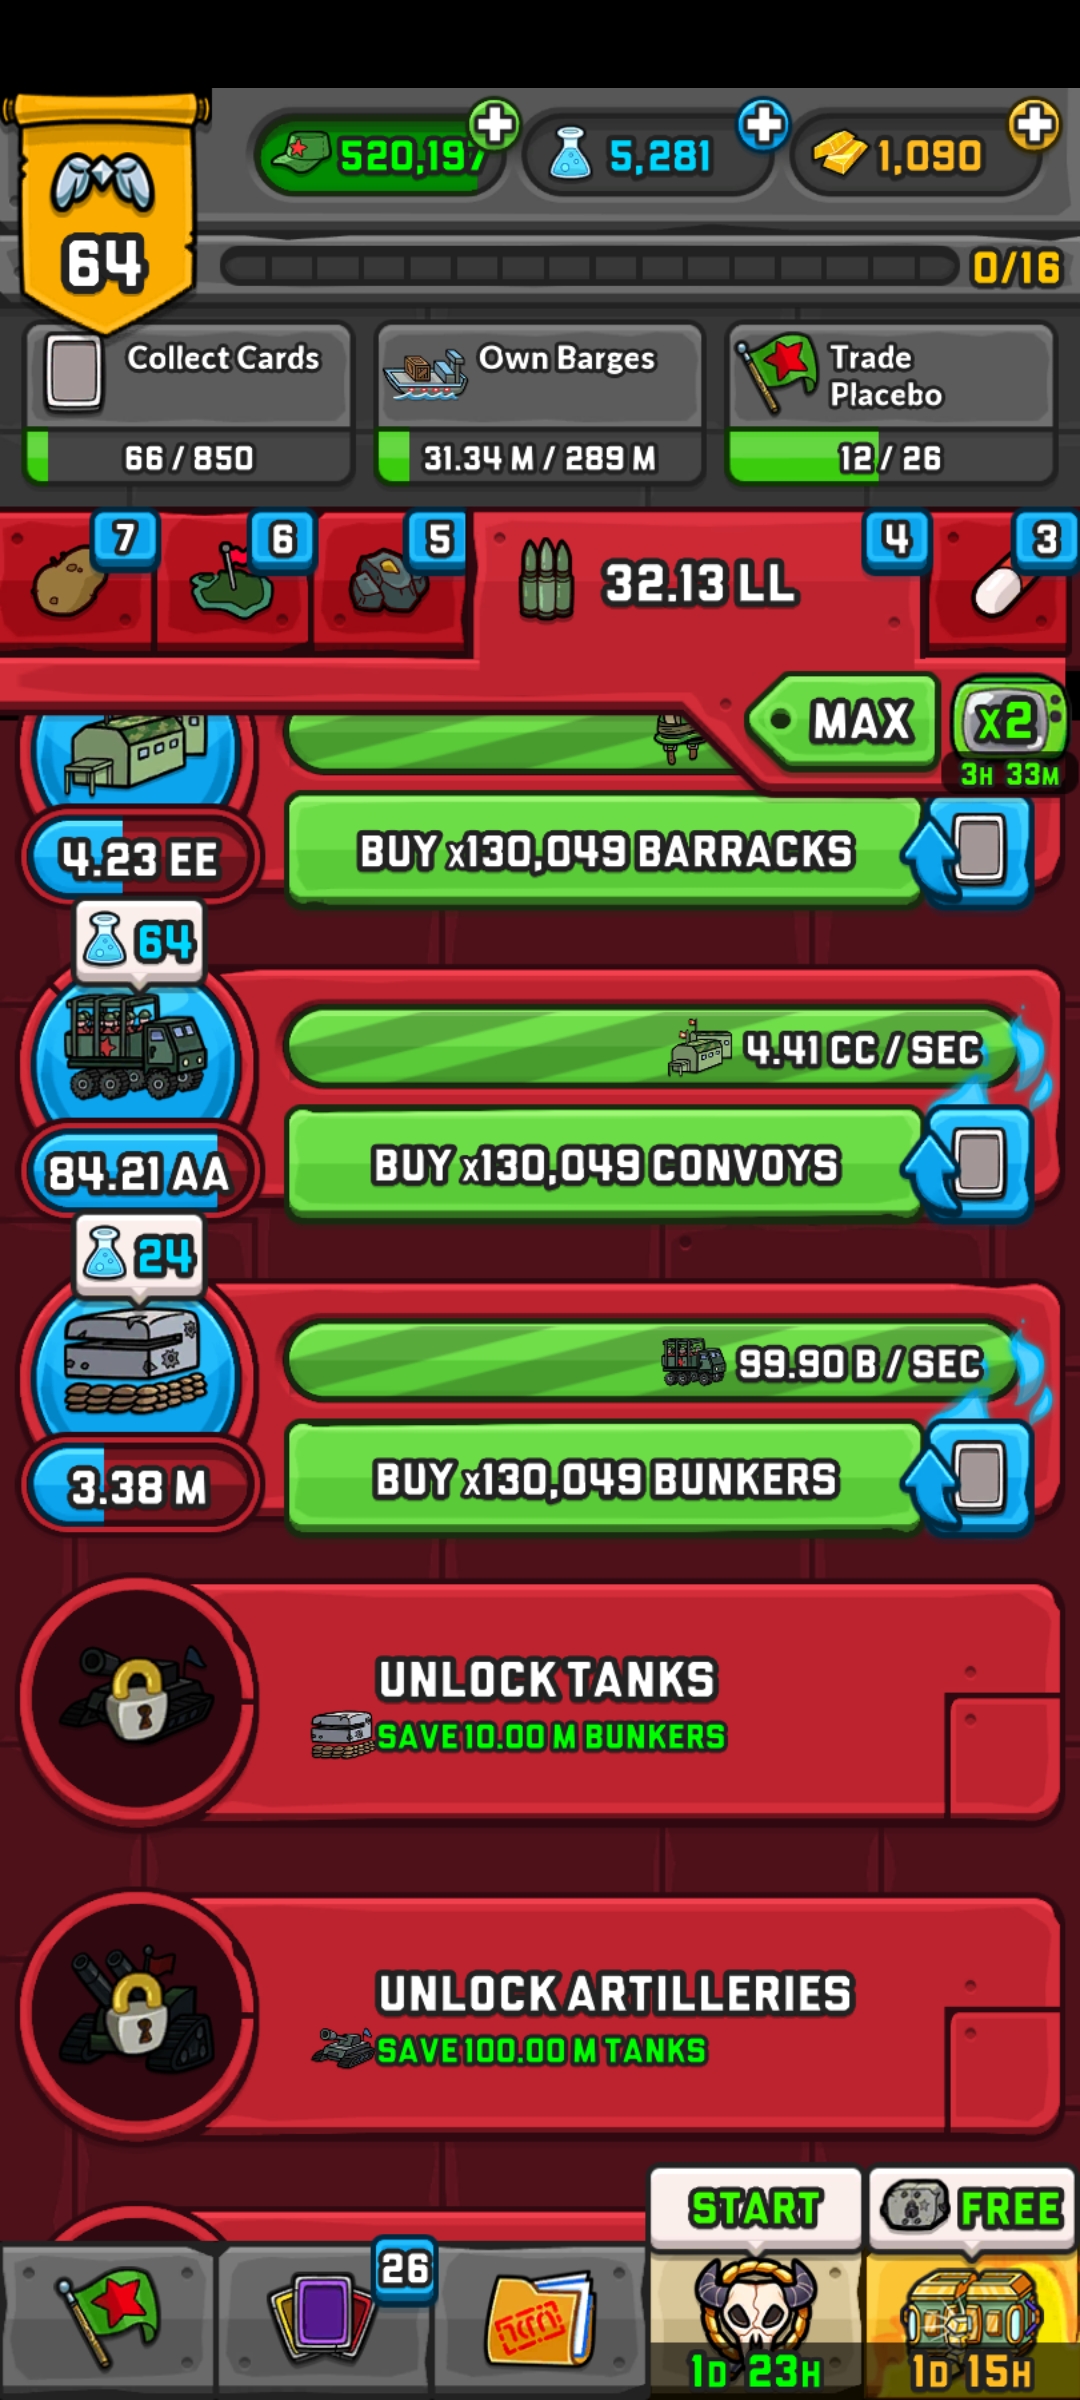 64
520,197
5,281
1,090
0/16
Collect Cards
66 / 850
Own Barges
31.34 M / 289 M
Trade
Placebo
12 / 26
7
6
5
32.13 LL
4
3
MAX
x2
3H 33M
4.23 EE
BUY x130,049 BARRACKS
64
4.41 CC / SEC
84.21 AA
BUY x130,049 CONVOYS
24
99.90 B / SEC
3.38 M
BUY x130,049 BUNKERS
UNLOCK TANKS
SAVE 10.00 M BUNKERS
UNLOCK ARTILLERIES
SAVE 100.00 M TANKS
START
FREE
26
1D 23H
1D 15H